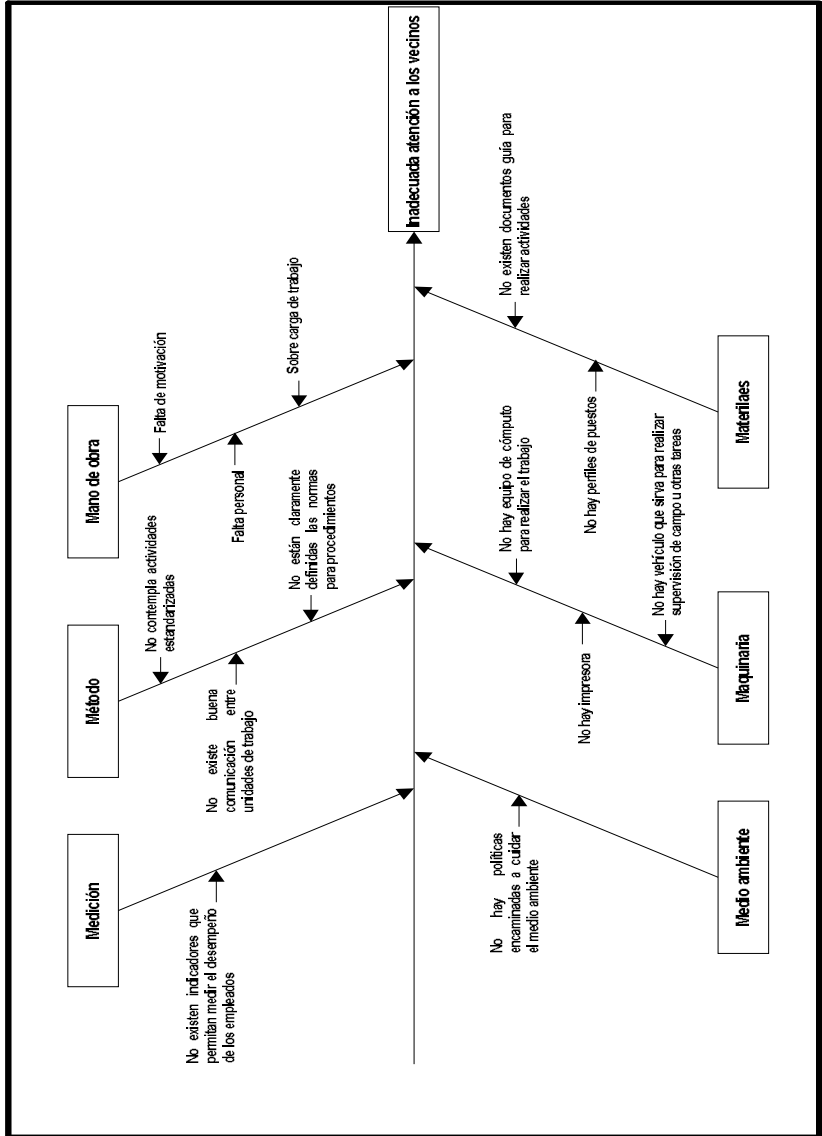 Medición
Método
Mano de obra
No existen indicadores que
permitan medir el desempeño
de los empleados
No contempla actividades
estandarizadas
No existe buena
comunicación entre
unidades de trabajo
No están claramente
definidas las normas
para procedimientos
Falta de motivación
Falta personal
Sobre carga de trabajo
Inadecuada atención a los vecinos
No hay políticas
encaminadas a cuidar
el medio ambiente
No hay equipo de cómputo
para realizar el trabajo
No hay impresora
No hay vehículo que sirva para realizar
supervisión de campo u otras tareas
No existen documentos guía para
realizar actividades
No hay perfiles de puestos
Medio ambiente
Maquinaria
Materilaes